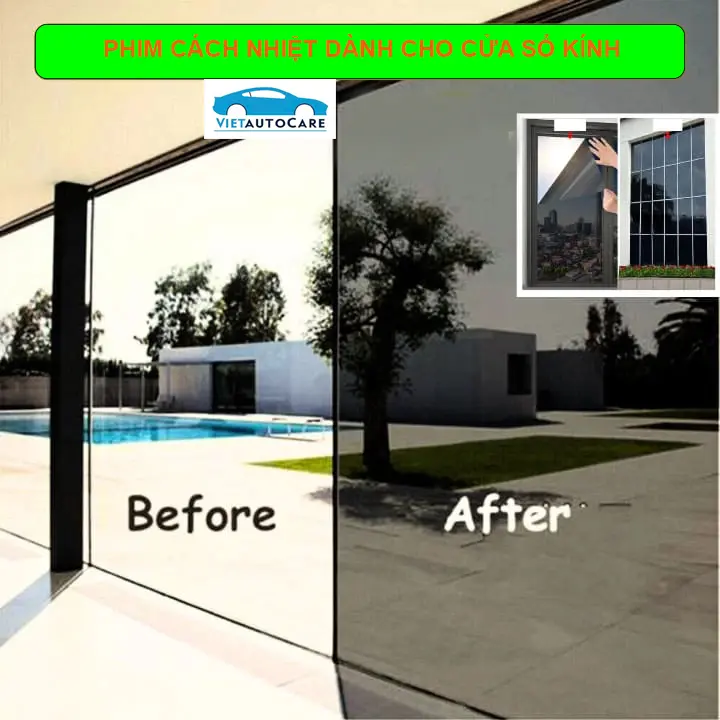 PHIM CÁCH NHIỆT DÀNH CHO CỬA SỔ KÍNH
VIETAUTOCARE
Before
After